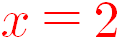 x = 2